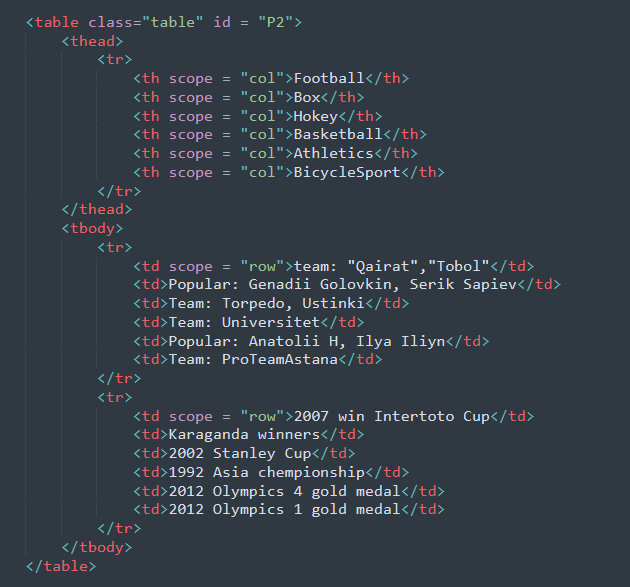 <table class="table" id = "P2">
<thead>
<tr>
<th scope = "col">Football</th>
<th scope = "col">Box</th>
<th scope = "col">Hokey</th>
<th scope = "col">Basketball</th>
<th scope = "col">Athletics</th>
<th scope = "col">BicycleSport</th>
</tr>
</thead>
<tbody>
<tr>
<td scope = "row">team: "Qairat","Tobol"</td>
<td>Popular: Genadii Golovkin, Serik Sapiev</td>
<td>Team: Torpedo, Ustinki</td>
<td>Team: Universitet</td>
<td>Popular: Anatolii H, Ilya Iliyn</td>
<td>Team: ProTeamAstana</td>
</tr>
<tr>
<td scope = "row">2007 win Intertoto Cup</td>
<td>Karaganda winners</td>
<td>2002 Stanley Cup</td>
<td>1992 Asia chempionship</td>
<td>2012 Olympics 4 gold medal</td>
<td>2012 Olympics 1 gold medal</td>
</tr>
</tbody>
</table>